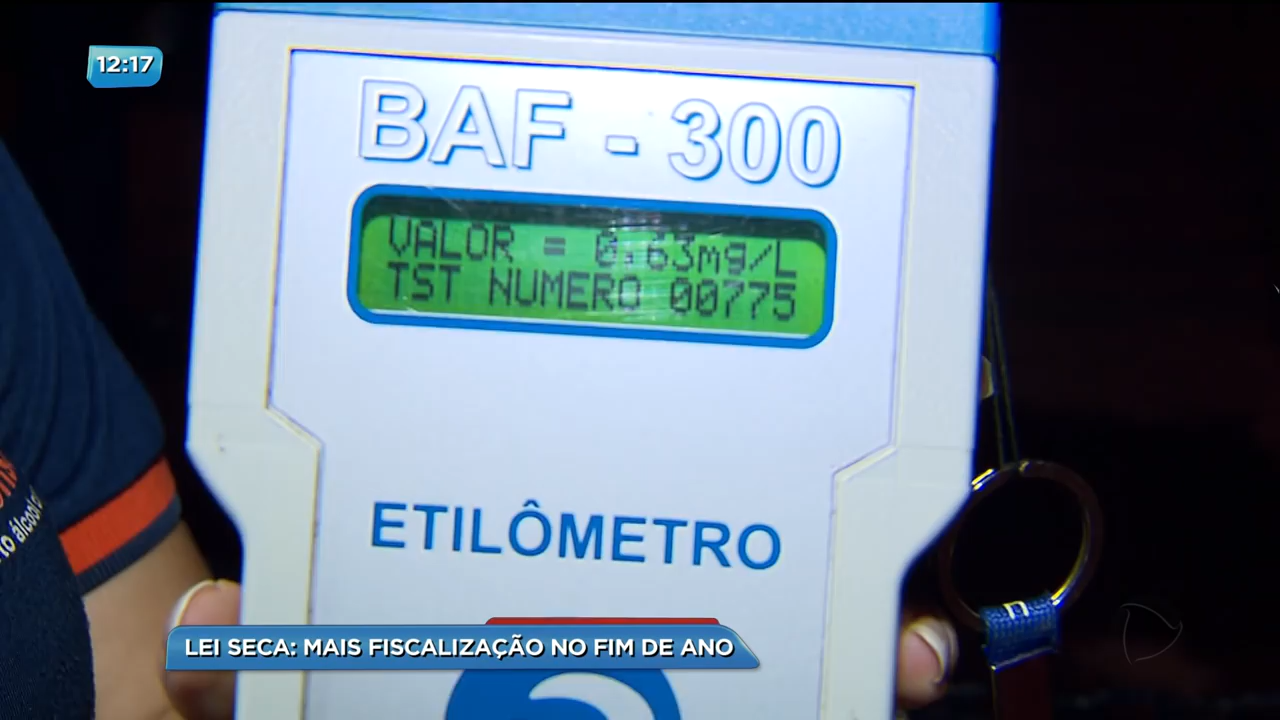 12:17
BAF - 300
VALOR = 0.63mg/L
TST NUMERO 00775
ETILÔMETRO
LEI SECA: MAIS FISCALIZAÇÃO NO FIM DE ANO
álcool